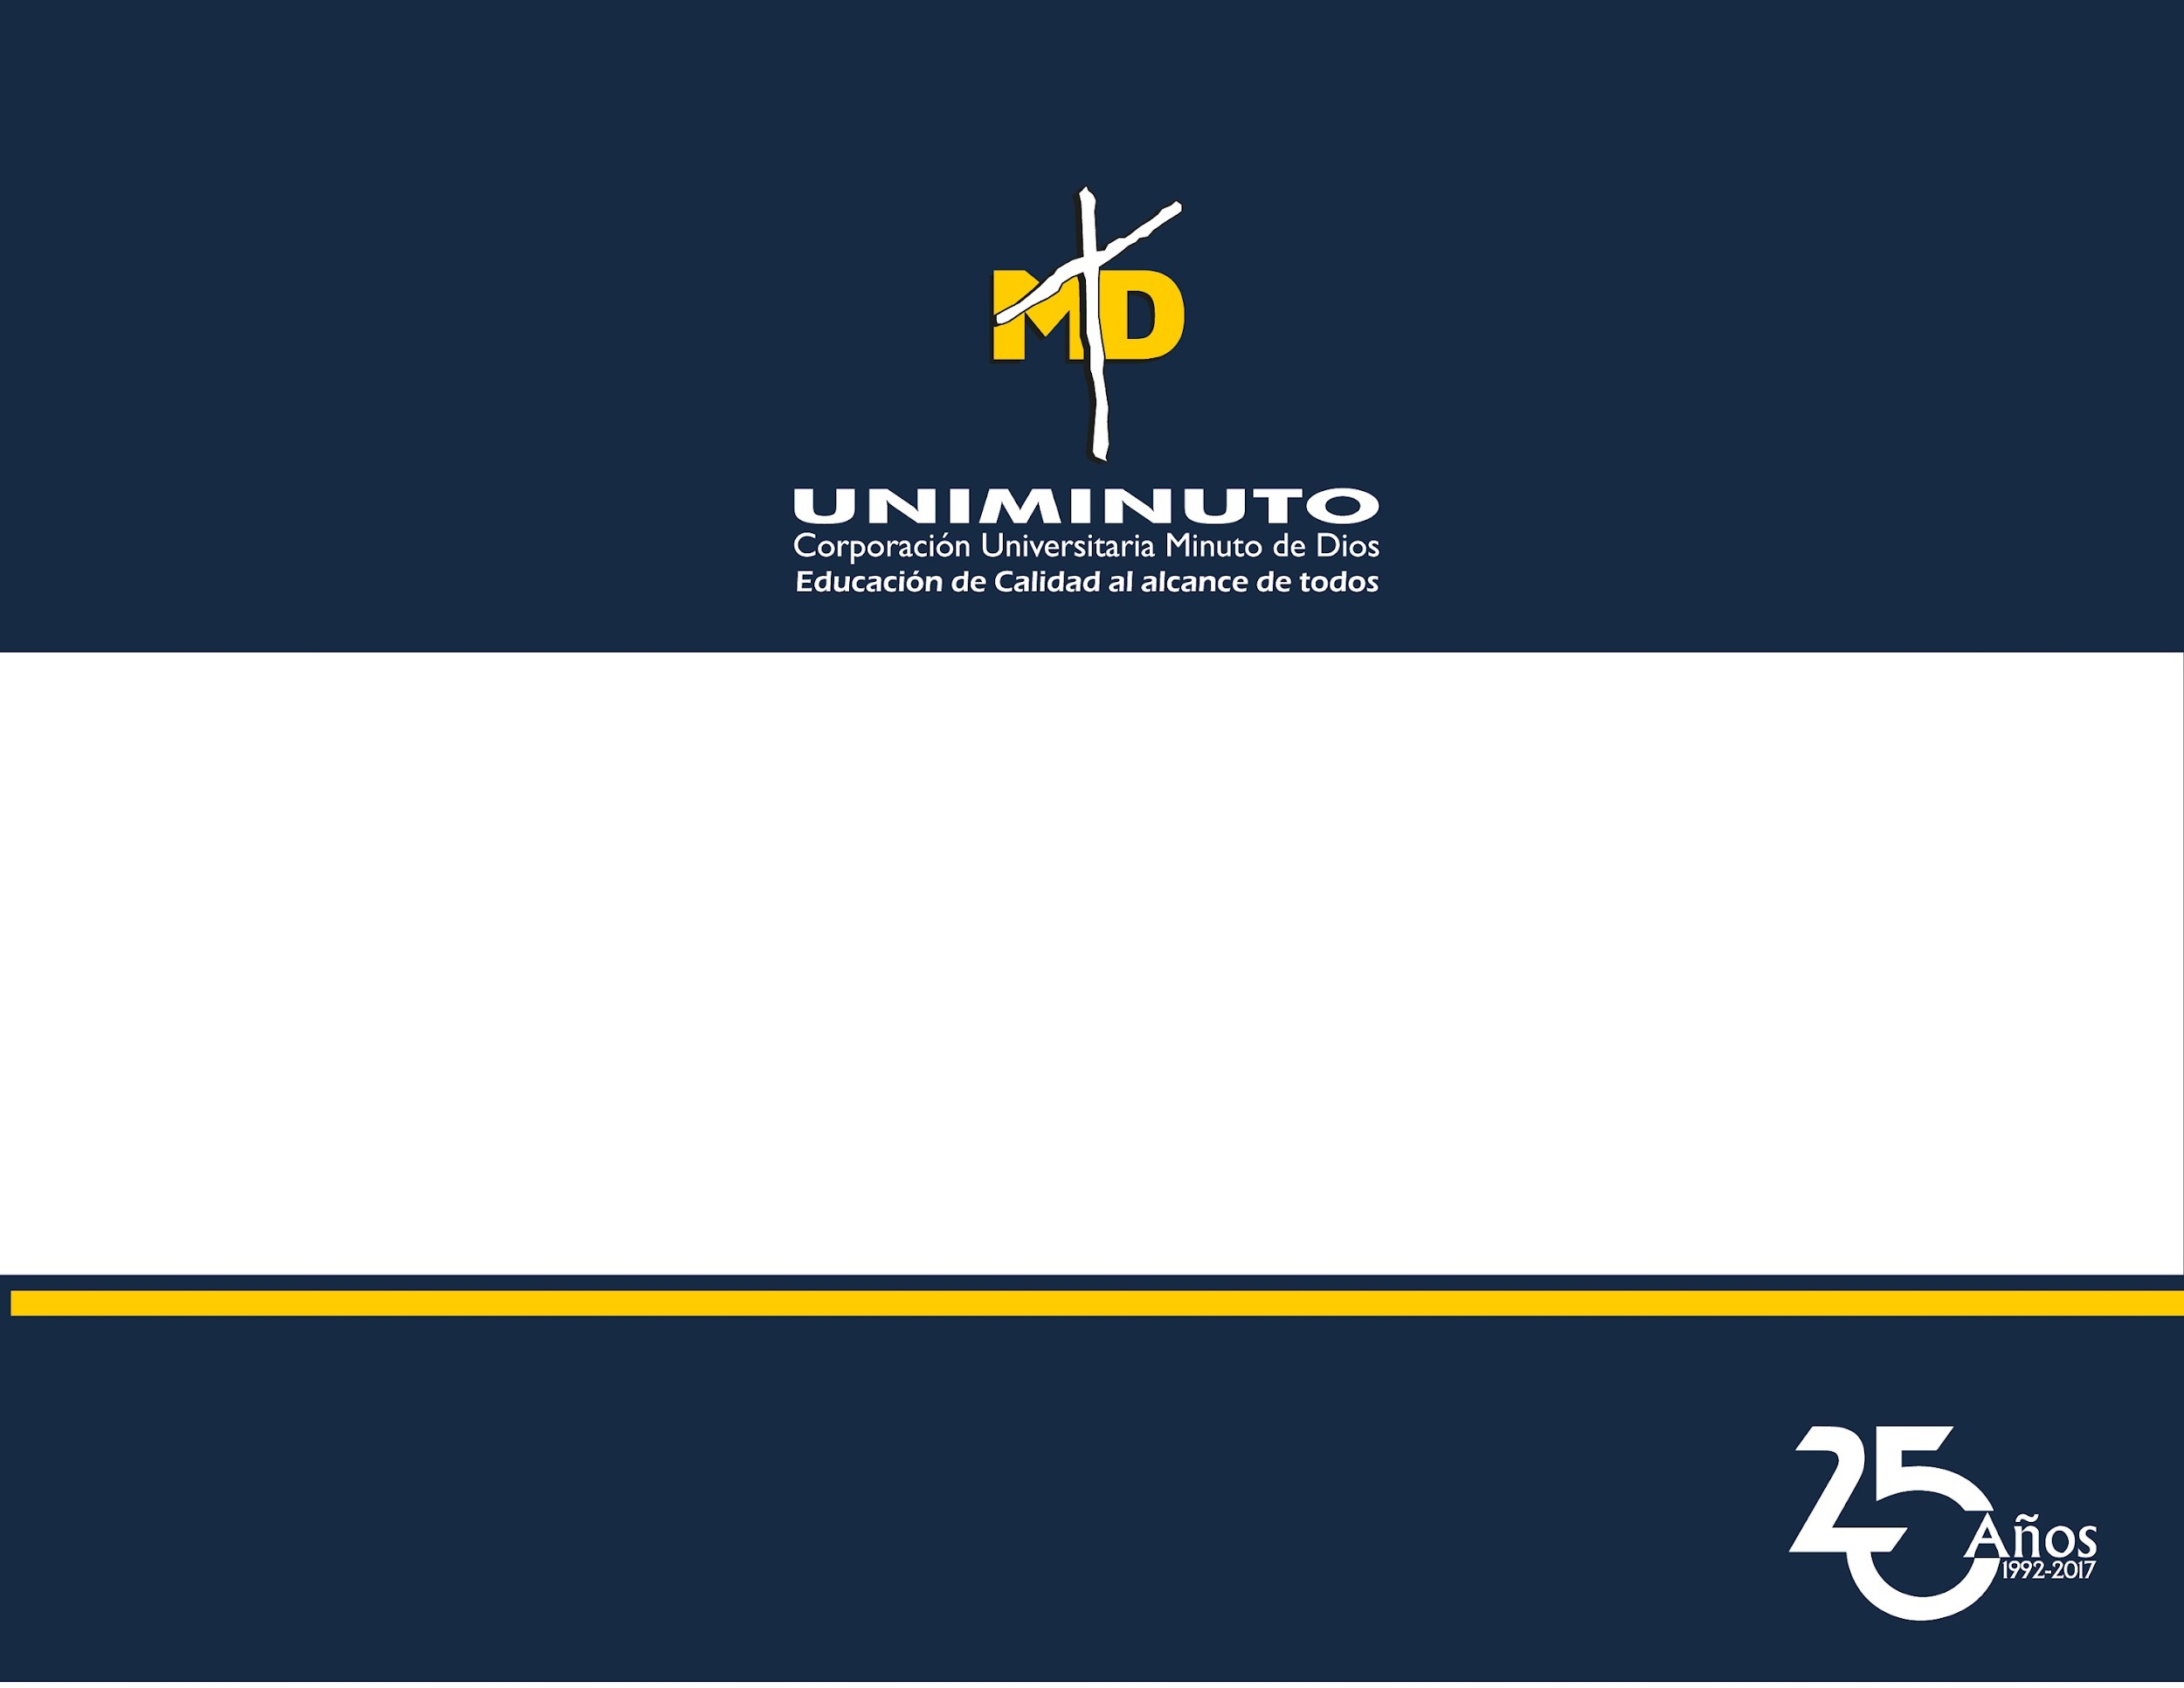 MD
UNIMINUTO
Corporación Universitaria Minuto de Dios
Educación de Calidad al alcance de todos
25 Años
1992-2017